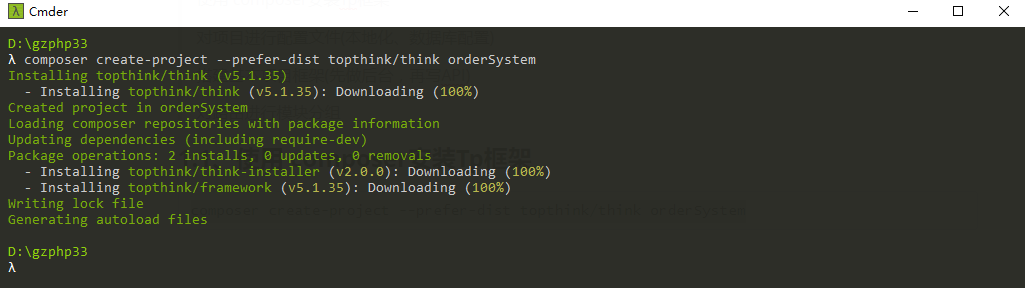 Cmder
D:\gzphp33
λ composer create-project --prefer-dist topthink/think orderSystem
Installing topthink/think (v5.1.35)
  - Installing topthink/think (v5.1.35): Downloading (100%)
Created project in orderSystem
Loading composer repositories with package information
Updating dependencies (including require-dev)
Package operations: 2 installs, 0 updates, 0 removals
  - Installing topthink/think-installer (v2.0.0): Downloading (100%)
  - Installing topthink/framework (v5.1.35): Downloading (100%)
Writing lock file
Generating autoload files
D:\gzphp33
λ